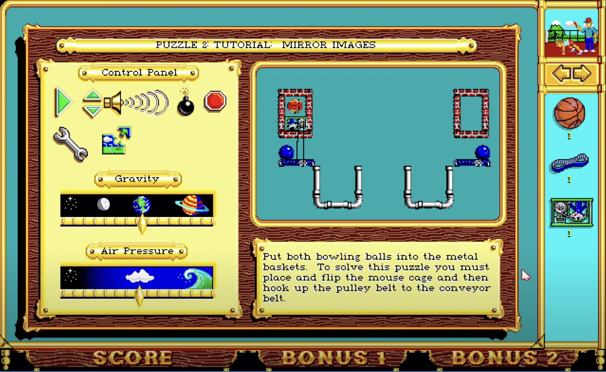 PUZZLE 2: TUTORIAL: MIRROR IMAGES
Control Panel
Gravity
Air Pressure
Put both bowling balls into the metal
baskets. To solve this puzzle you must
place and flip the mouse cage and then
hook up the pulley belt to the conveyor
belt.
1
1
1
SCORE
BONUS 1
BONUS 2